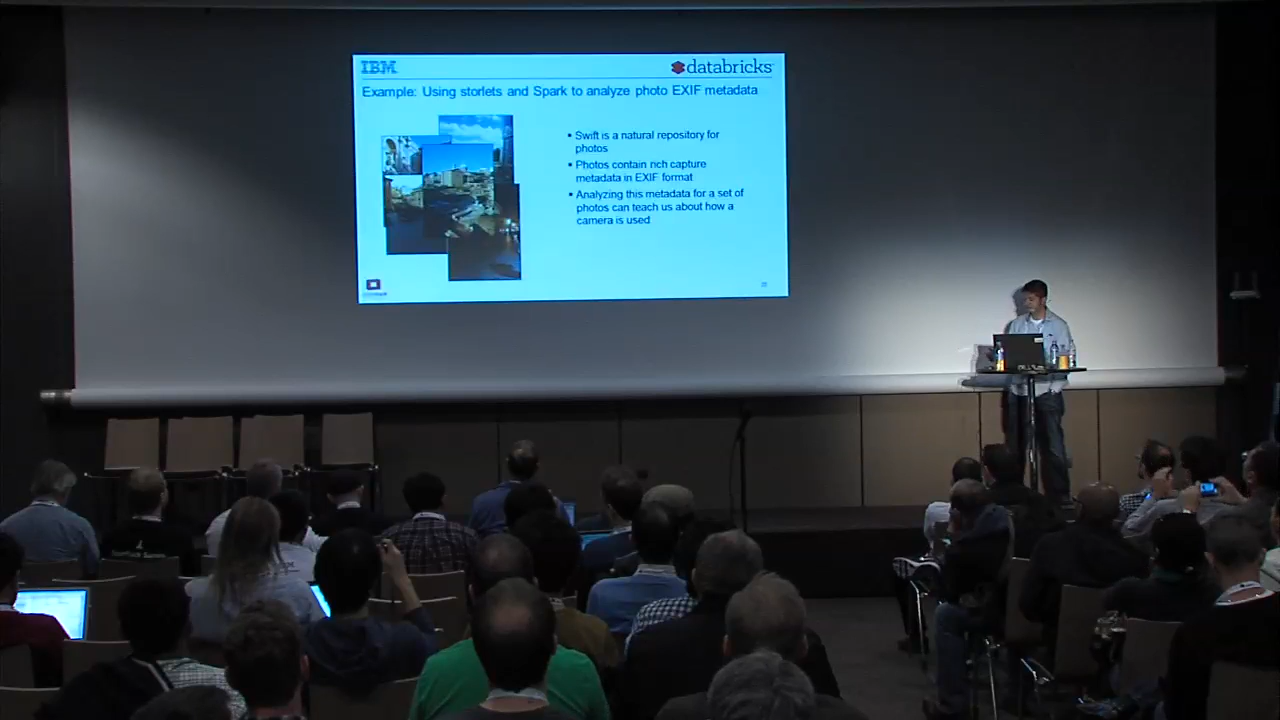 IBM
databricks
Example: Using storlets and Spark to analyze photo EXIF metadata
▪ Swift is a natural repository for
photos
▪ Photos contain rich capture
metadata in EXIF format
▪ Analyzing this metadata for a set of
photos can teach us about how a
camera is used